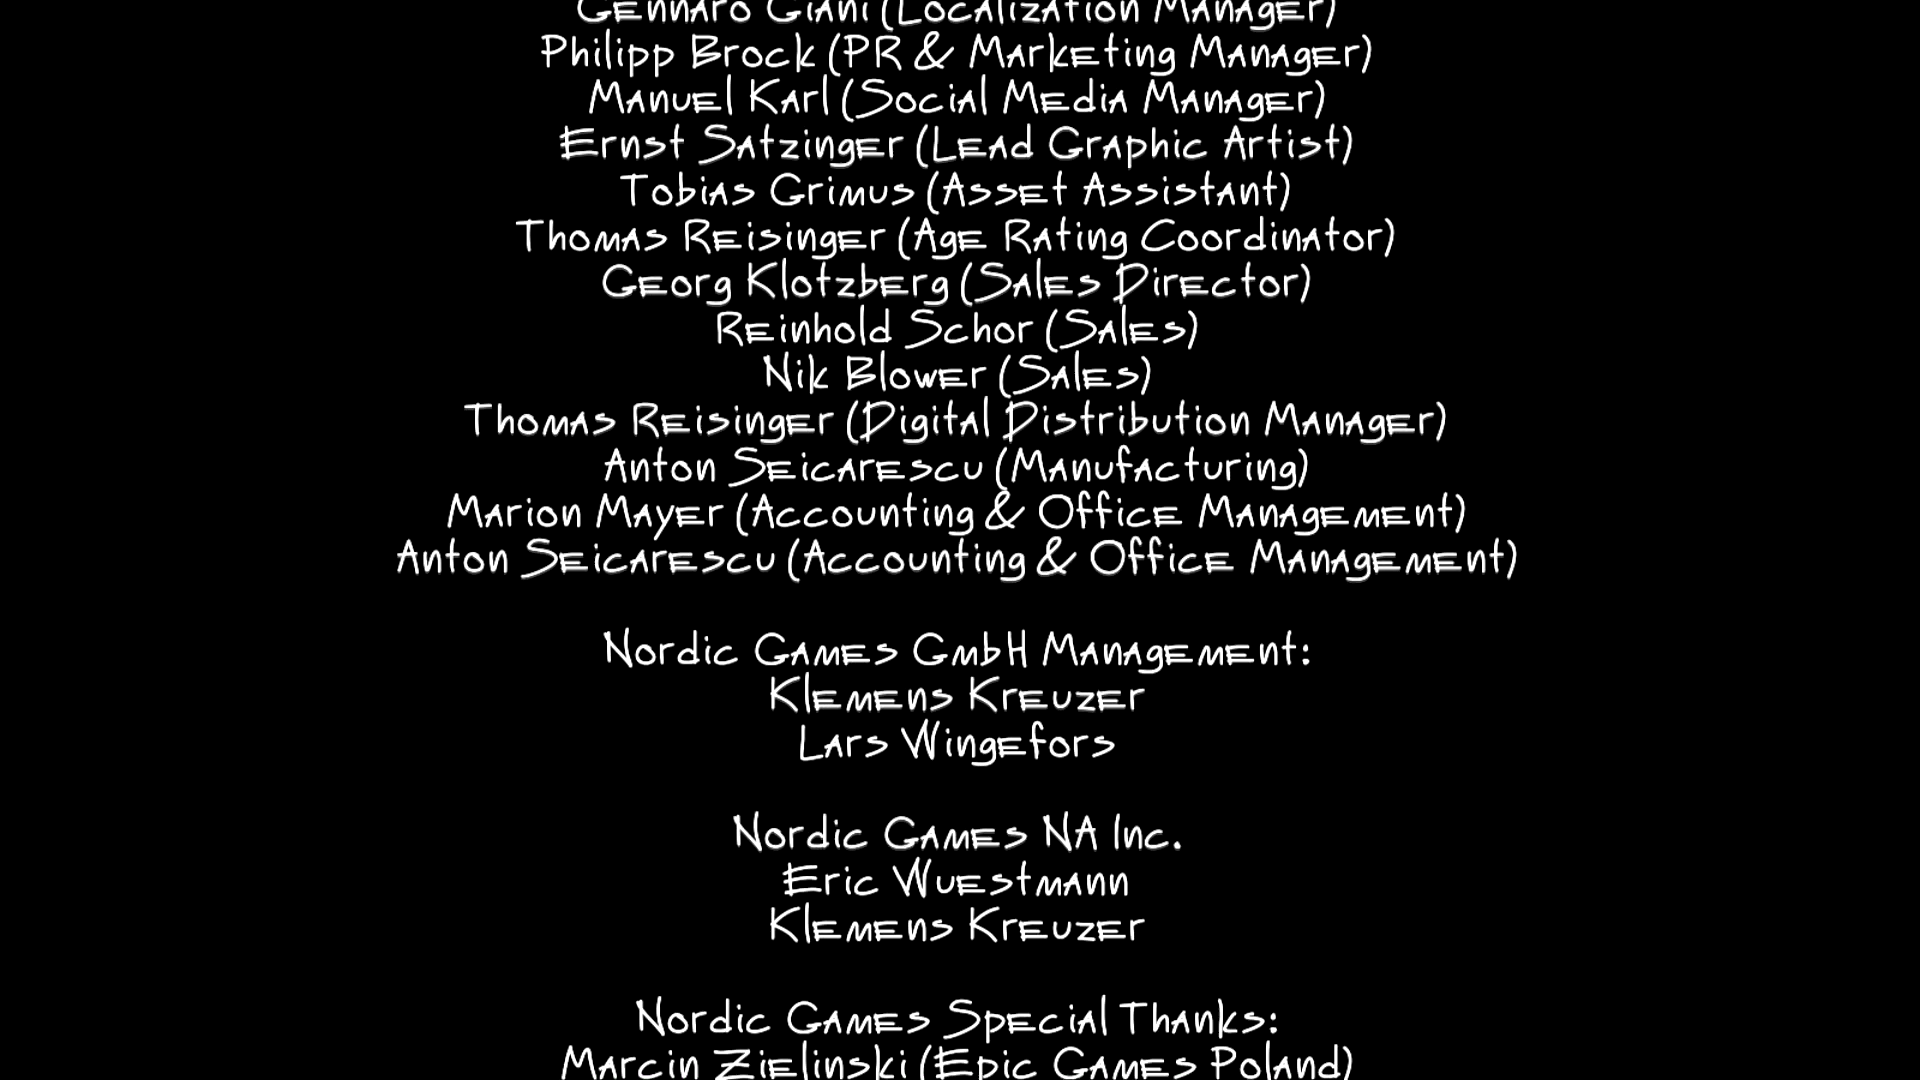 Gennaro Giani (Localization Manager)
Philipp Brock (PR & Marketing Manager)
Manuel Karl (Social Media Manager)
Ernst Satzinger (Lead Graphic Artist)
Tobias Grimus (Asset Assistant)
Thomas Reisinger (Age Rating Coordinator)
Georg Klotzberg (Sales Director)
Reinhold Schor (Sales)
Nik Blower (Sales)
Thomas Reisinger (Digital Distribution Manager)
Anton Seicarescu (Manufacturing)
Marion Mayer (Accounting & Office Management)
Anton Seicarescu (Accounting & Office Management)
Nordic Games GmbH Management:
Klemens Kreuzer
Lars Wingefors
Nordic Games NA Inc.
Eric Wuestmann
Klemens Kreuzer
Nordic Games Special Thanks:
Marcin Zielinski (Epic Games Poland)